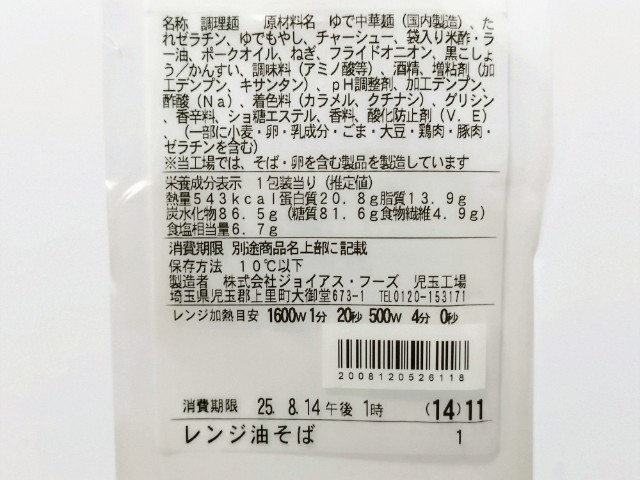 名称 調理麺　原材料名 ゆで中華麺（国内製造）、た
れゼラチン、ゆでもやし、チャーシュー、袋入り米酢・ラ
ー油、ポークオイル、ねぎ、フライドオニオン、黒こしょ
う／かんすい、調味料（アミノ酸等）、酒精、増粘剤（加
工デンプン、キサンタン）、ｐＨ調整剤、加工デンプン、
酢酸（Ｎａ）、着色料（カラメル、クチナシ）、グリシン
、香辛料、ショ糖エステル、香料、酸化防止剤（Ｖ．Ｅ）
、（一部に小麦・卵・乳成分・ごま・大豆・鶏肉・豚肉・
ゼラチンを含む）
※当工場では、そば・卵を含む製品を製造しています
栄養成分表示　１包装当り（推定値）
熱量５４３ｋｃａｌ蛋白質２０．８ｇ脂質１３．９ｇ
炭水化物８６．５ｇ（糖質８１．６ｇ食物繊維４．９ｇ）
食塩相当量６．７ｇ
消費期限 別途商品名上部に記載
保存方法　１０℃以下
製造者　株式会社ジョイアス・フーズ　児玉工場
埼玉県児玉郡上里町大御堂673-1 TEL0120-153171
レンジ加熱目安 1600W 1分 20秒 500W 4分 0秒
2008120526118
消費期限 25. 8.14 午後 1時 (14) 11
レンジ油そば 1